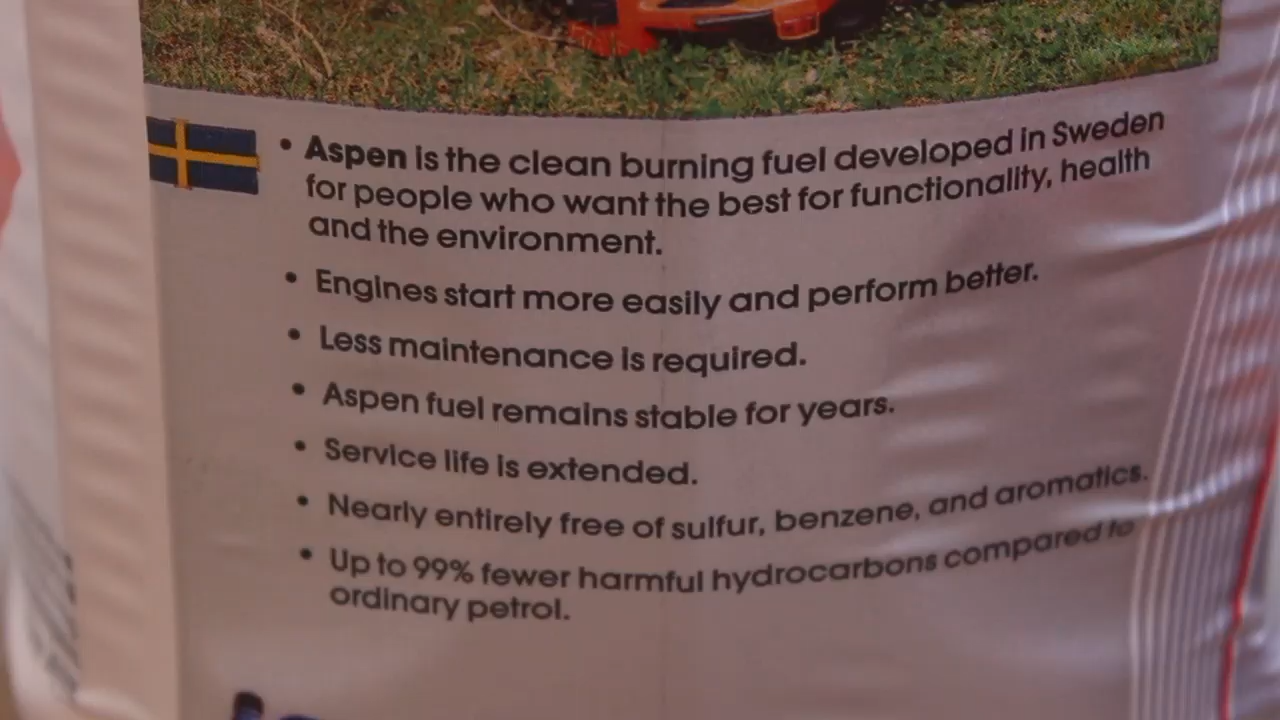 • Aspen is the clean burning fuel developed in Sweden
for people who want the best for functionality, health
and the environment.
• Engines start more easily and perform better.
• Less maintenance is required.
• Aspen fuel remains stable for years.
• Service life is extended.
• Nearly entirely free of sulfur, benzene, and aromatics.
• Up to 99% fewer harmful hydrocarbons compared to
ordinary petrol.